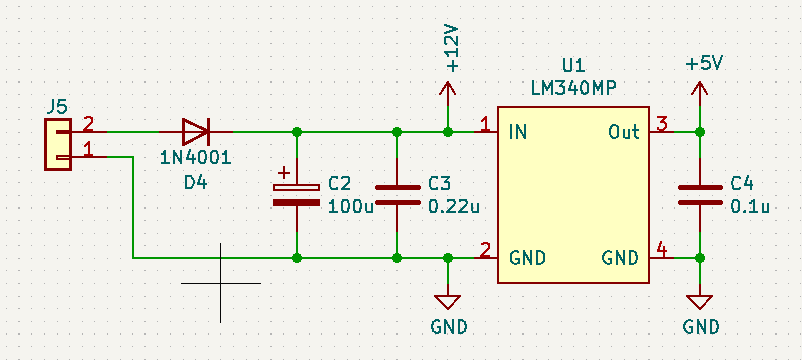 +12V
U1
LM340MP
+5V
J5
2
1
1N4001
D4
1
IN
Out
3
+
C2
100u
C3
0.22u
C4
0.1u
2
GND
GND
4
GND
GND